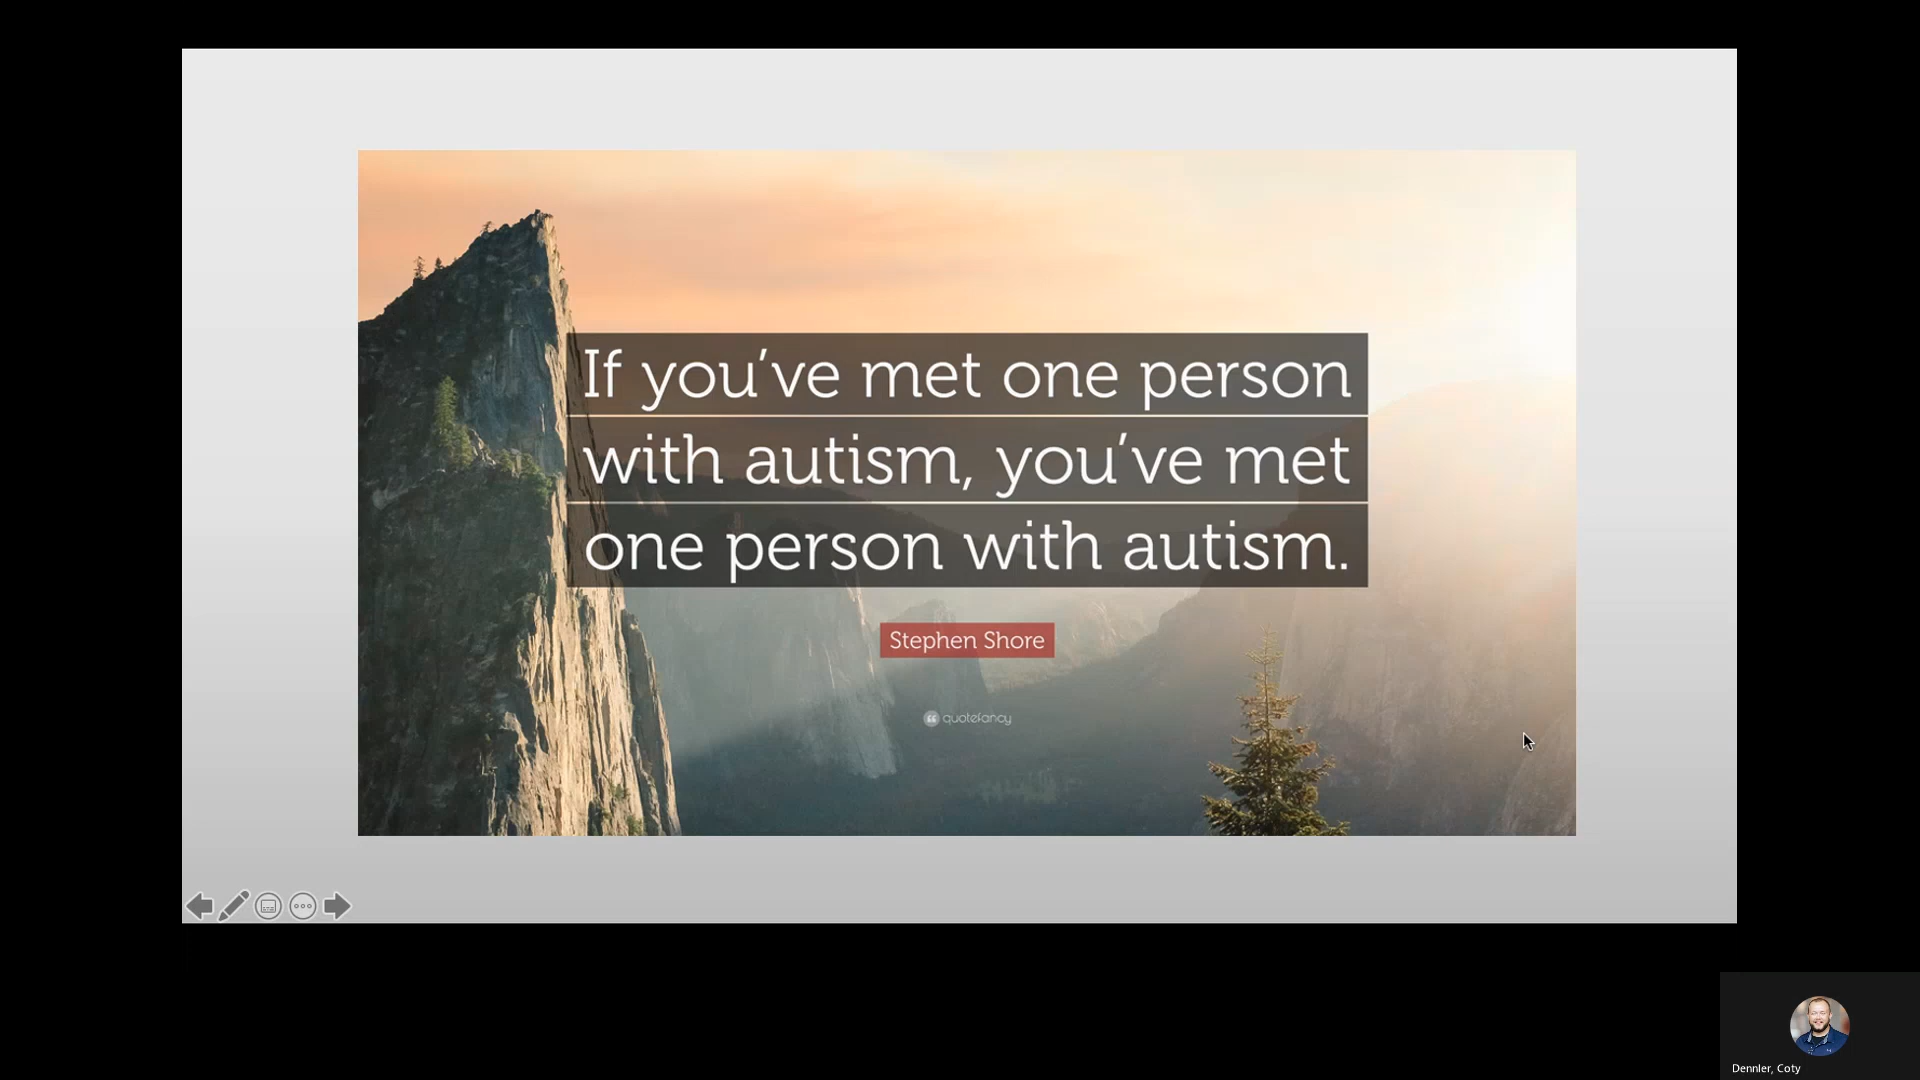 If you’ve met one person
with autism, you’ve met
one person with autism.
Stephen Shore
quotefancy
Dennler, Coty